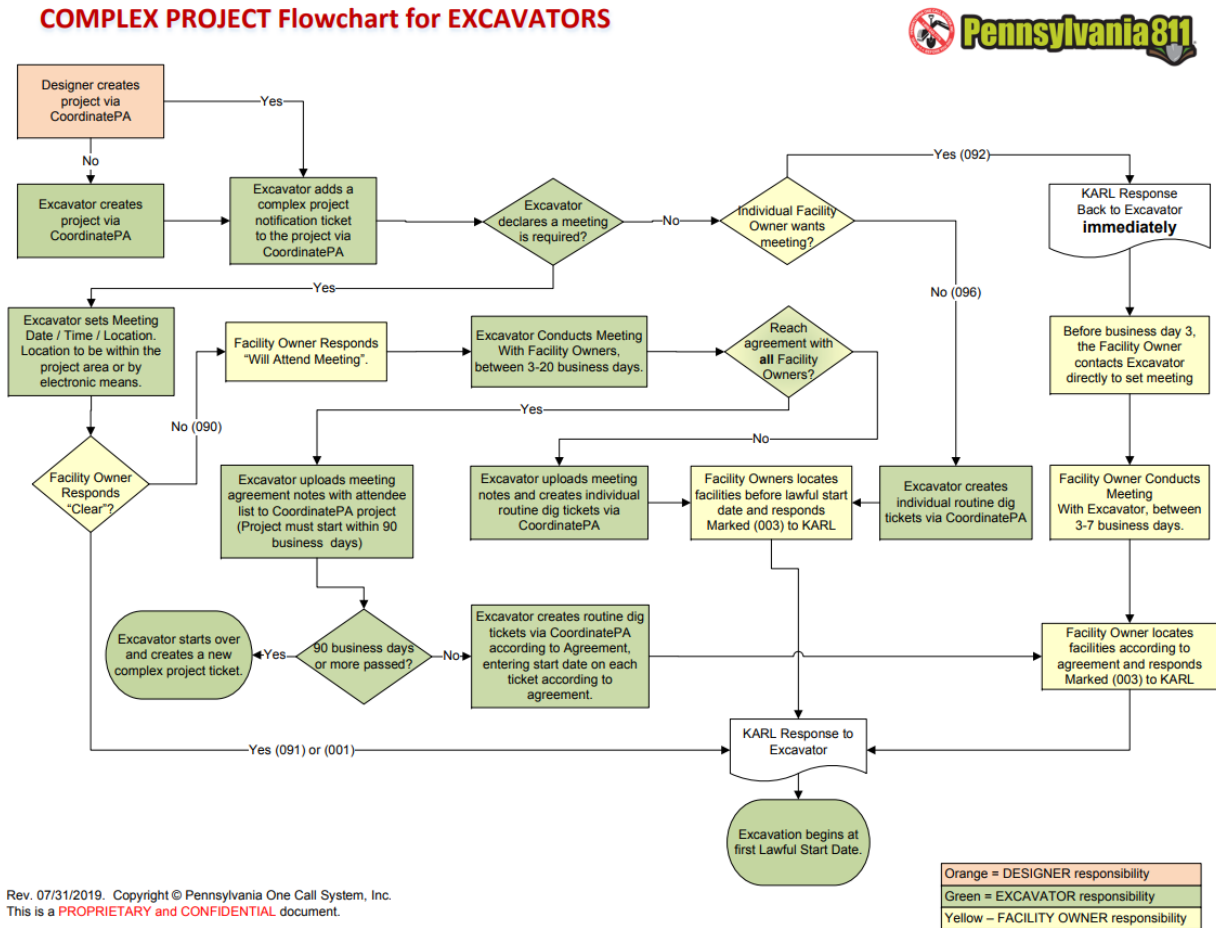 COMPLEX PROJECT Flowchart for EXCAVATORS
Pennsylvania811
Designer creates
project via
CoordinatePA
Yes
No
Excavator creates
project via
CoordinatePA
Excavator adds a
complex project
notification ticket
to the project via
CoordinatePA
Excavator
declares a meeting
is required?
No
Individual Facility
Owner wants
meeting?
Yes (092)
KARL Response
Back to Excavator
immediately
Yes
No (096)
Excavator sets Meeting
Date / Time / Location.
Location to be within the
project area or by
electronic means.
Facility Owner Responds
“Will Attend Meeting”.
Excavator Conducts Meeting
With Facility Owners,
between 3-20 business days.
Reach
agreement with
all Facility
Owners?
Before business day 3,
the Facility Owner
contacts Excavator
directly to set meeting
Yes
No (090)
No
Facility Owner
Responds
“Clear”?
Excavator uploads meeting
agreement notes with attendee
list to CoordinatePA project
(Project must start within 90
business days)
Excavator uploads meeting
notes and creates individual
routine dig tickets via
CoordinatePA
Facility Owners locates
facilities before lawful start
date and responds
Marked (003) to KARL
Excavator creates
individual routine dig
tickets via CoordinatePA
Facility Owner Conducts
Meeting
With Excavator, between
3-7 business days.
Excavator starts over
and creates a new
complex project ticket.
Yes
90 business days
or more passed?
No
Excavator creates routine dig
tickets via CoordinatePA
according to Agreement,
entering start date on each
ticket according to
agreement.
Facility Owner locates
facilities according to
agreement and responds
Marked (003) to KARL
Yes (091) or (001)
KARL Response to
Excavator
Excavation begins at
first Lawful Start Date.
Rev. 07/31/2019. Copyright © Pennsylvania One Call System, Inc.
This is a PROPRIETARY and CONFIDENTIAL document.
Orange = DESIGNER responsibility
Green = EXCAVATOR responsibility
Yellow – FACILITY OWNER responsibility